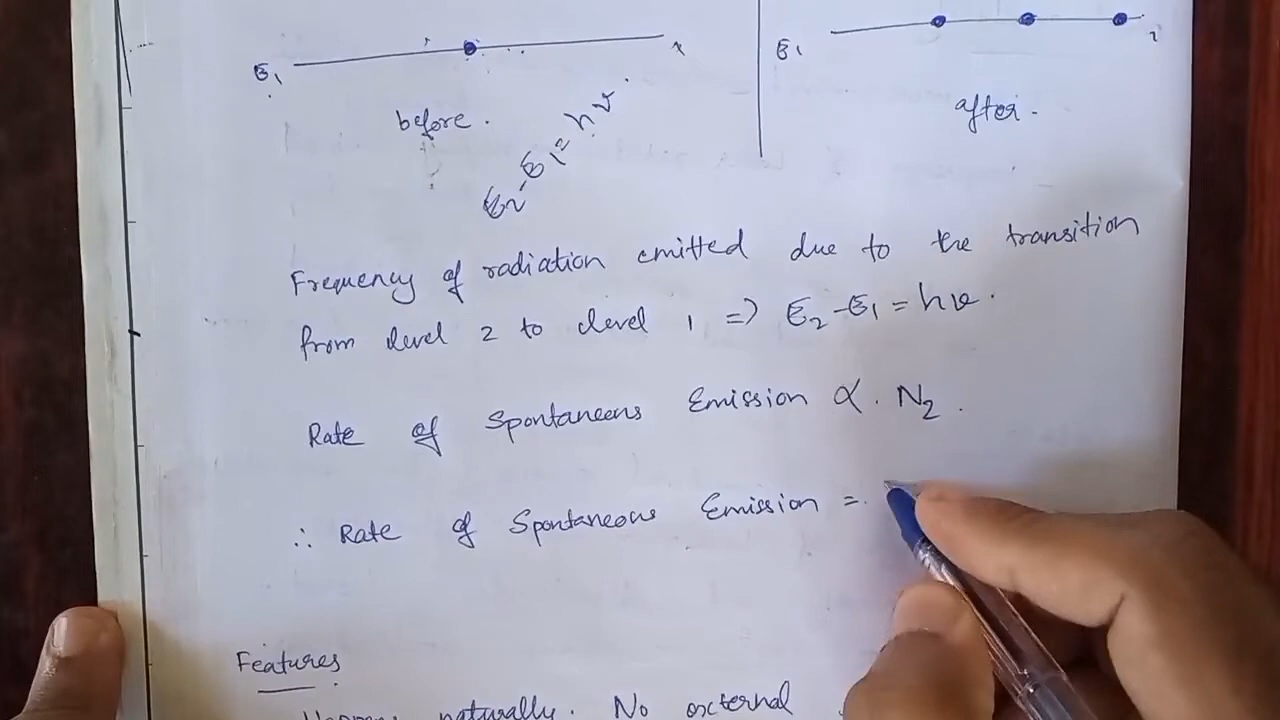 E₁
before.
E₂-E₁=hν.
E₁
after.
Frequency of radiation emitted due to the transition
from level 2 to level 1 => E₂-E₁=hν.
Rate of Spontaneous Emission ∝. N₂.
∴ Rate of Spontaneous Emission =.
Features
naturally. No external